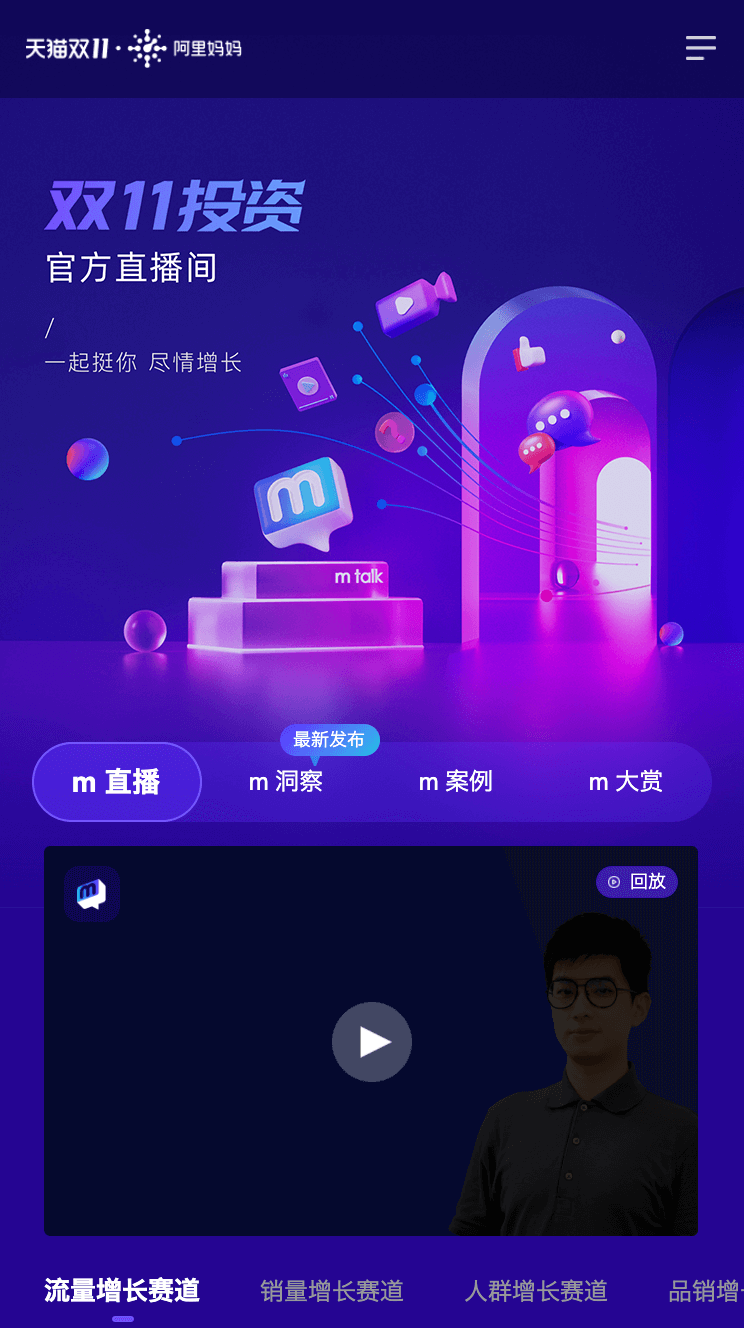 天猫双11·阿里妈妈
双11投资
官方直播间
/
一起挺你 尽情增长
m
m talk
最新发布
m 直播
m 洞察
m 案例
m 大赏
m
回放
流量增长赛道
销量增长赛道
人群增长赛道
品销增